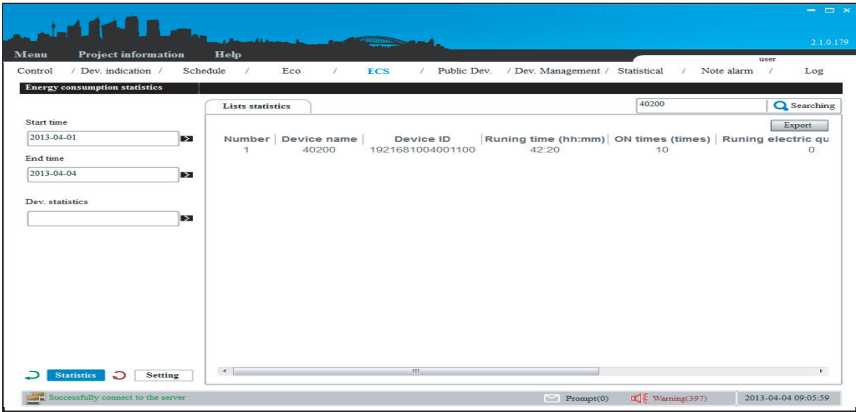 2.1.0.179
Menu Project information Help
user
Control / Dev. indication / Schedule / Eco / ECS / Public Dev. / Dev. Management / Statistical / Note alarm / Log
Energy consumption statistics
Lists statistics
40200 Searching
Export
Start time
2013-04-01
End time
2013-04-04
Dev. statistics
Number Device name Device ID Runing time (hh:mm) ON times (times) Runing electric qu
1 40200 1921681004001100 42:20 10 0
Statistics Setting
Successfully connect to the server Prompt(0) Warning(397) 2013-04-04 09:05:59